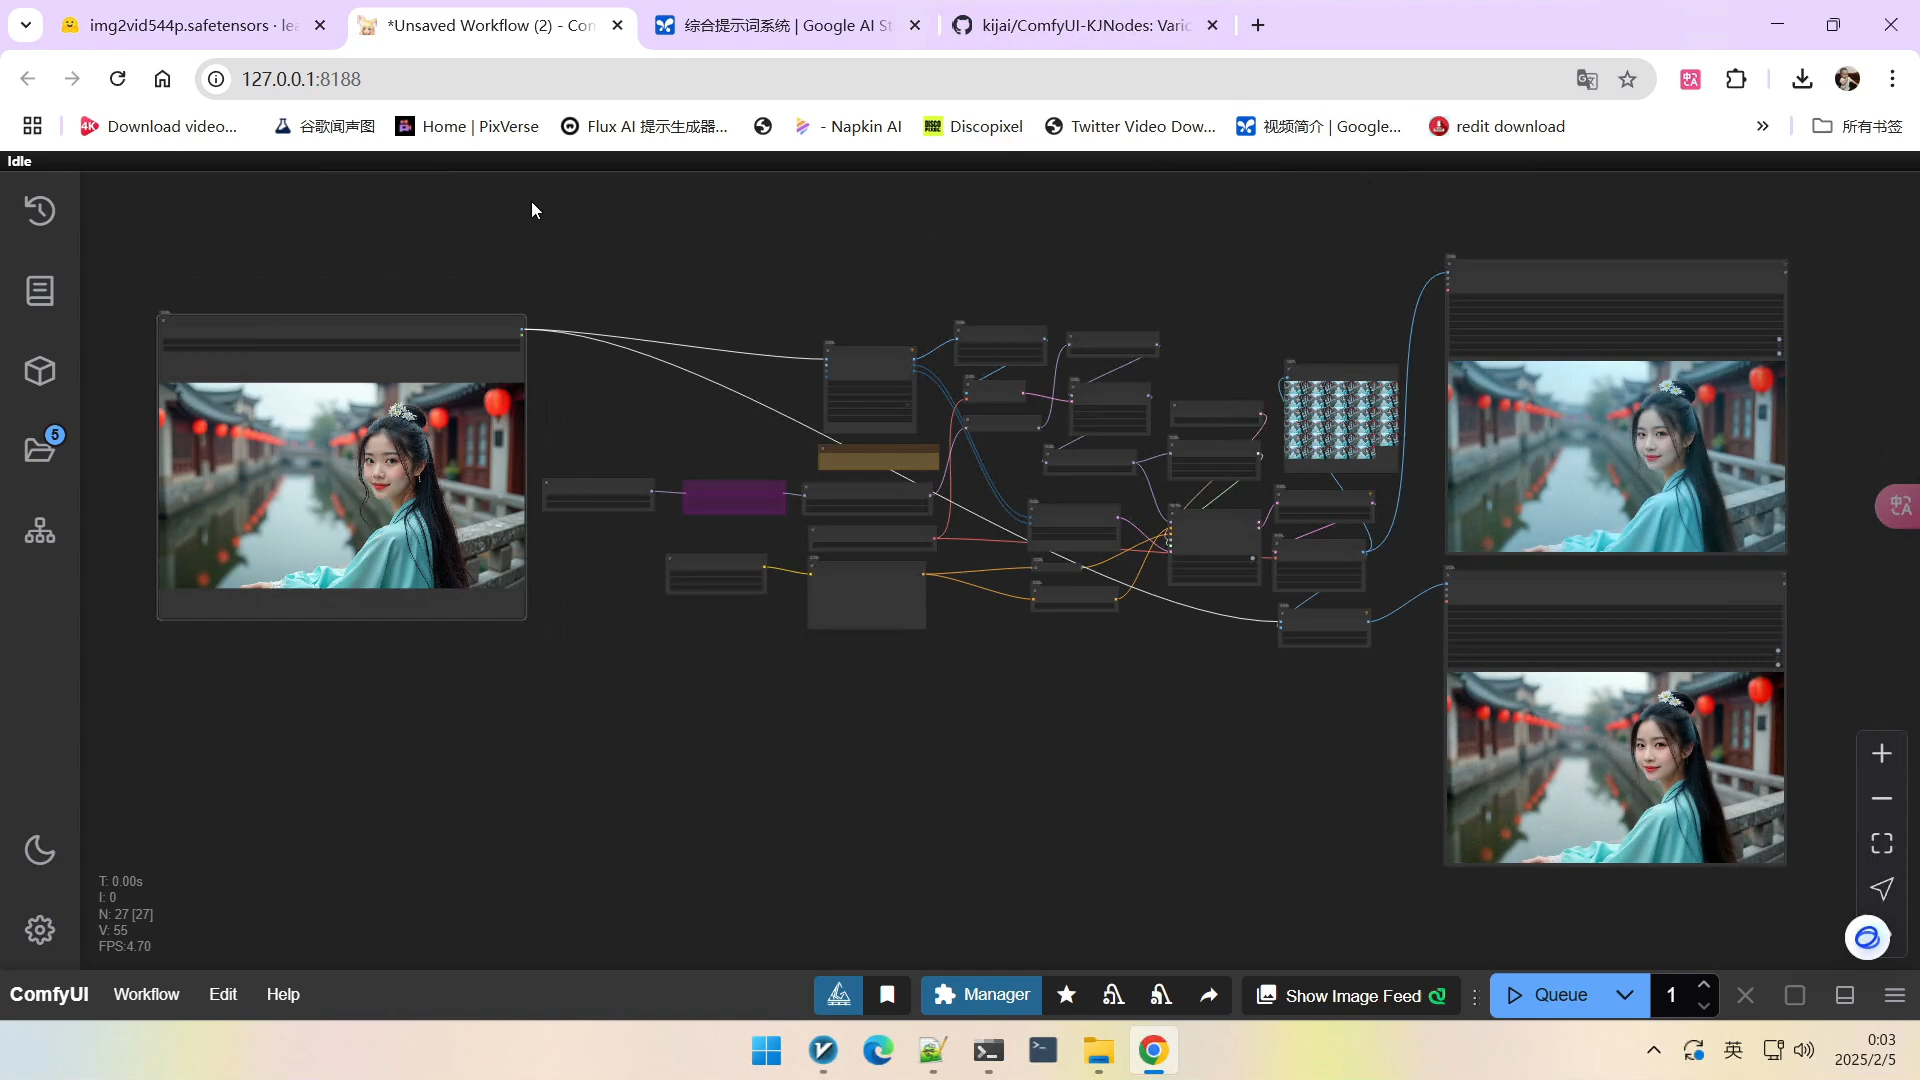 img2vid544p.safetensors · le
*Unsaved Workflow (2) - Con
综合提示词系统 | Google AI St
kijai/ComfyUI-KJNodes: Varic
127.0.0.1:8188
Download video...
谷歌闻声图
Home | PixVerse
Flux AI 提示生成器...
- Napkin AI
Discopixel
Twitter Video Dow...
视频简介 | Google...
redit download
所有书签
Idle
5
T: 0.00s
I: 0
N: 27 [27]
V: 55
FPS:4.70
ComfyUI
Workflow
Edit
Help
Manager
Show Image Feed
Queue
1
英
0:03
2025/2/5